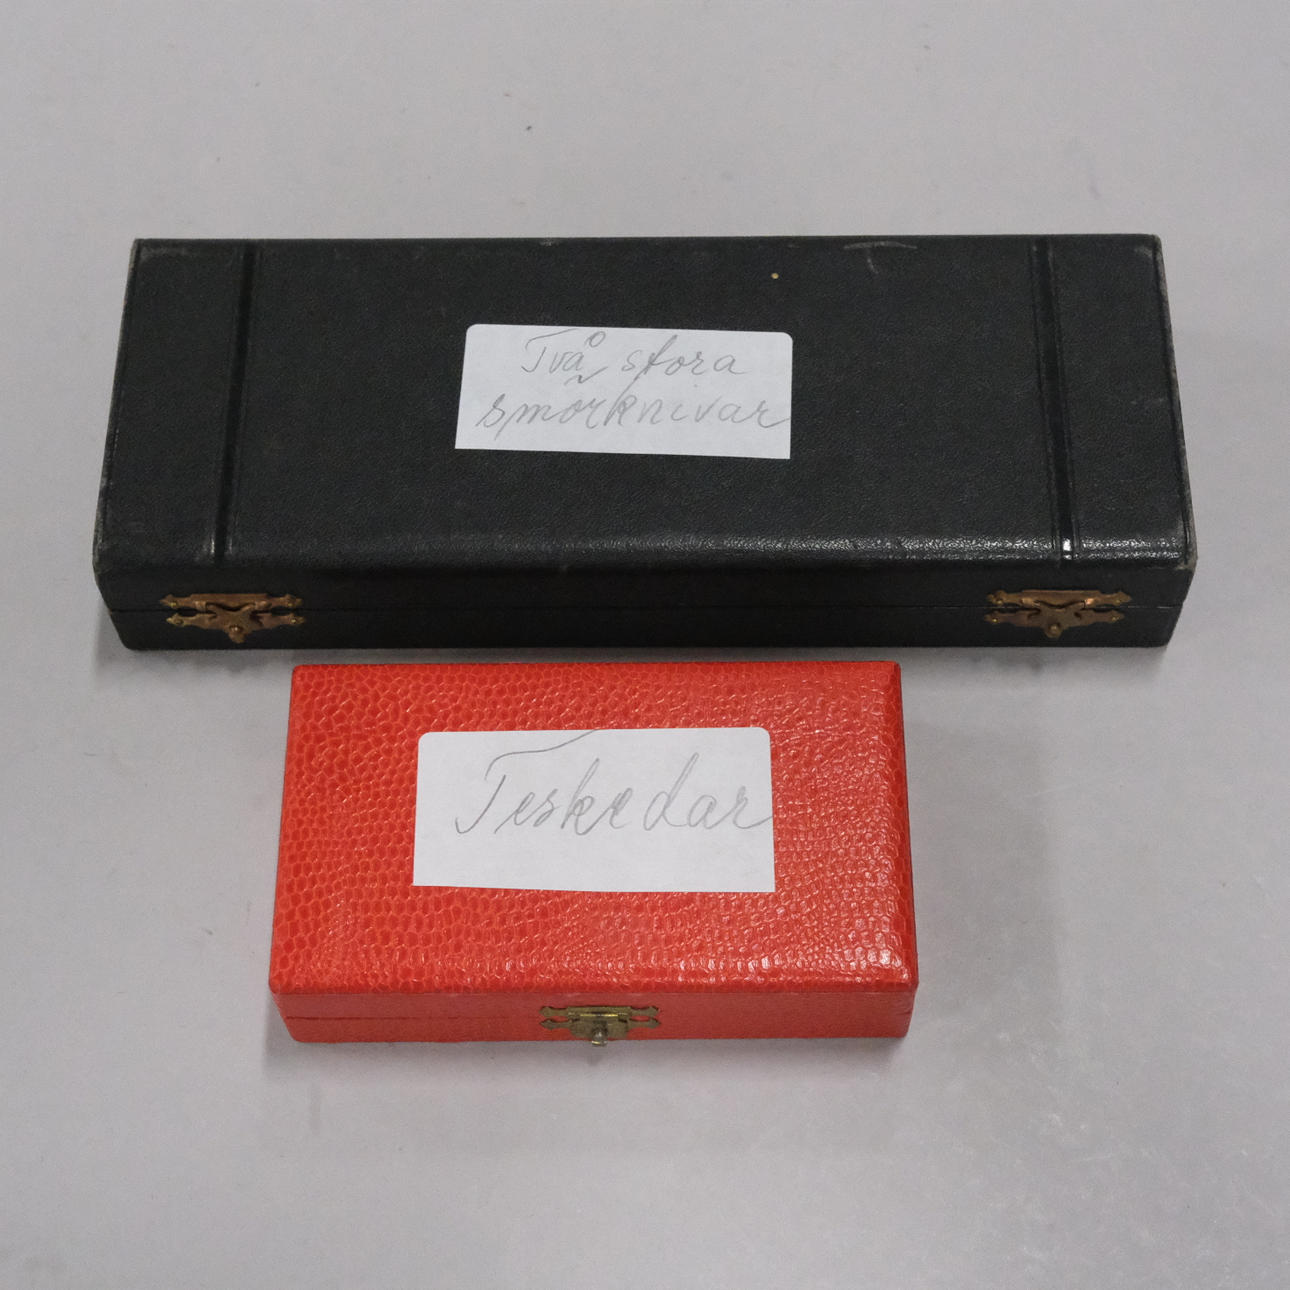 Två stora
smörknivar
Teskedar